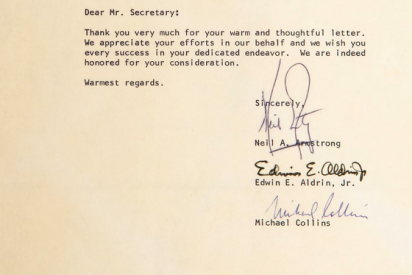 Dear Mr. Secretary:
Thank you very much for your warm and thoughtful letter.
We appreciate your efforts in our behalf and we wish you
every success in your dedicated endeavor. We are indeed
honored for your consideration.
Warmest regards.
Sincerely,
Neil A. Armstrong
Edwin E. Aldrin Jr
Edwin E. Aldrin, Jr.
Michael Collins
Michael Collins